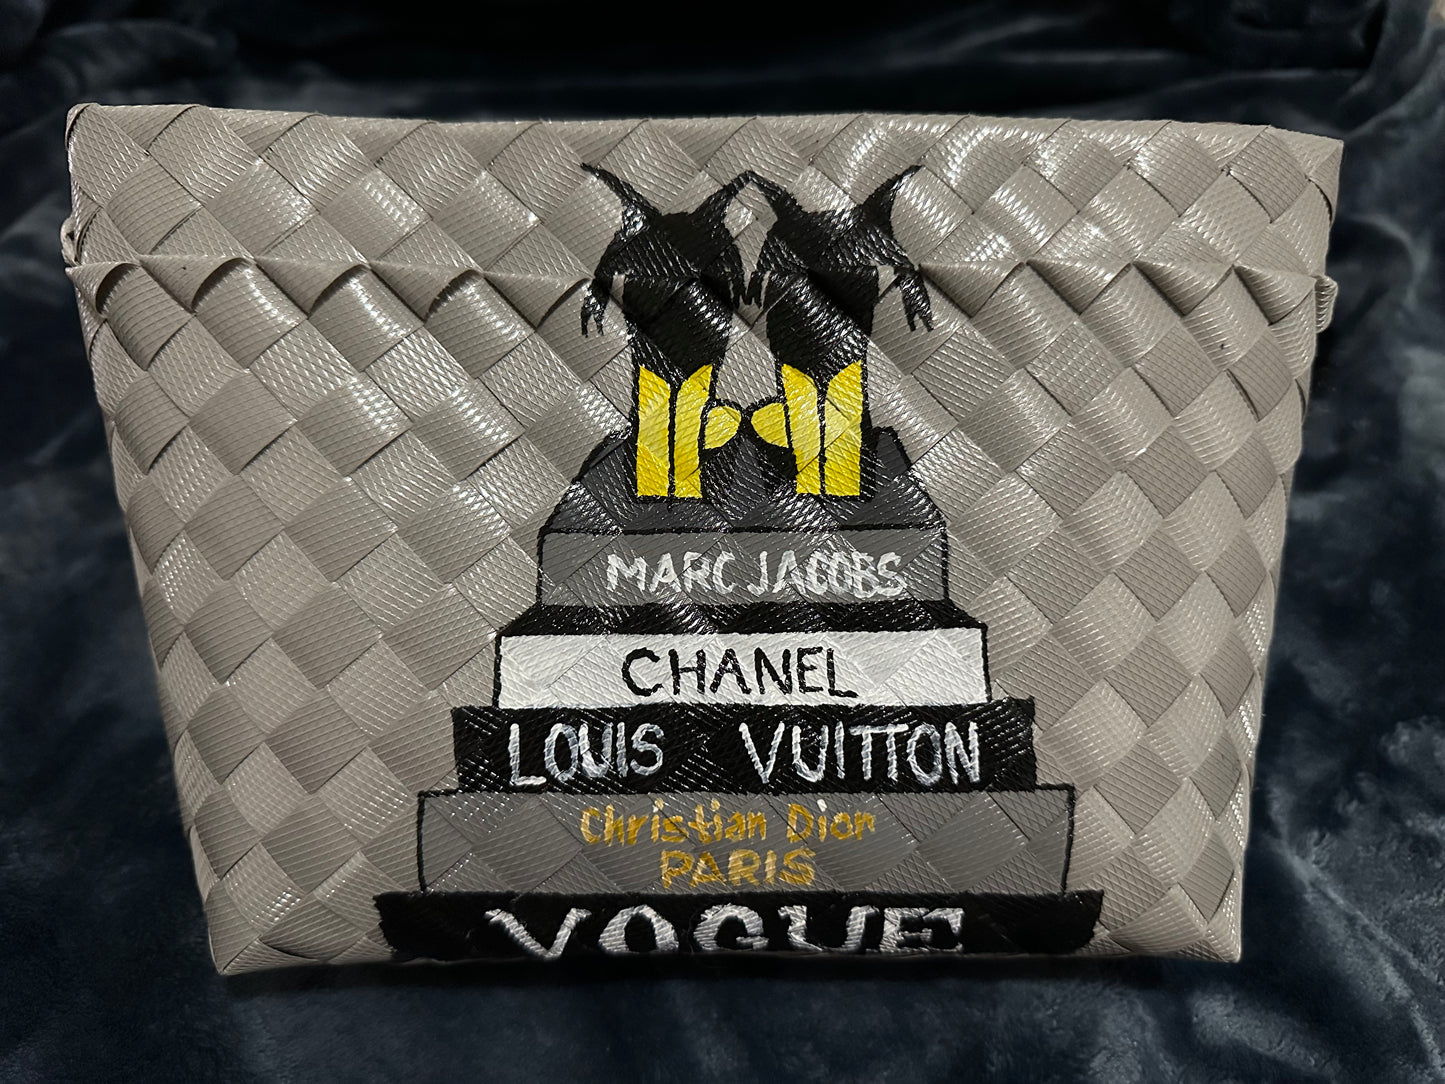 MARC JACOBS
CHANEL
LOUIS VUITTON
Christian Dior
PARIS
VOGUE